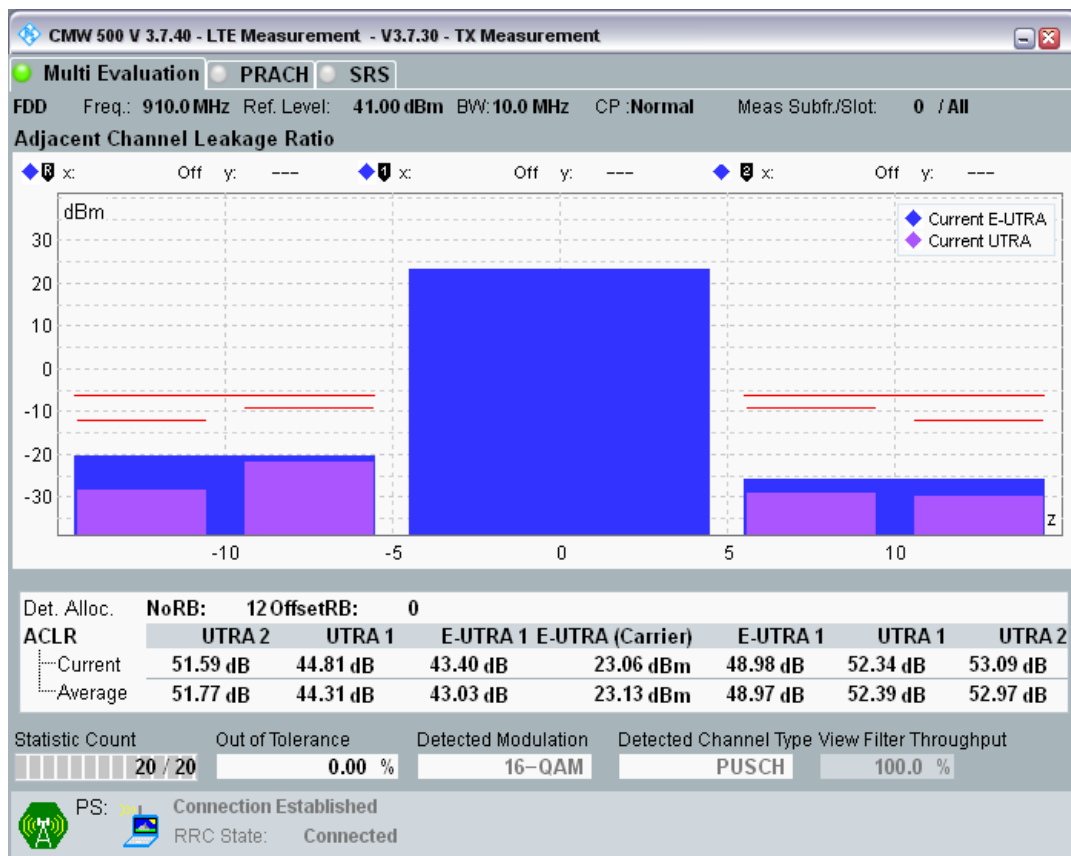 CMW 500 V 3.7.40 - LTE Measurement - V3.7.30 - TX Measurement
Multi Evaluation PRACH SRS
FDD Freq.: 910.0 MHz Ref. Level: 41.00 dBm BW: 10.0 MHz CP :Normal Meas Subfr./Slot: 0 / All
Adjacent Channel Leakage Ratio
R x: Off y: --- 1 x: Off y: --- 2 x: Off y: ---
dBm
Current E-UTRA
Current UTRA
30
20
10
0
-10
-20
-30
z
-10 -5 0 5 10
Det. Alloc. NoRB: 12 OffsetRB: 0
ACLR UTRA 2 UTRA 1 E-UTRA 1 E-UTRA (Carrier) E-UTRA 1 UTRA 1 UTRA 2
Current 51.59 dB 44.81 dB 43.40 dB 23.06 dBm 48.98 dB 52.34 dB 53.09 dB
Average 51.77 dB 44.31 dB 43.03 dB 23.13 dBm 48.97 dB 52.39 dB 52.97 dB
Statistic Count Out of Tolerance Detected Modulation Detected Channel Type View Filter Throughput
20 / 20 0.00 % 16-QAM PUSCH 100.0 %
PS: Connection Established
RRC State: Connected